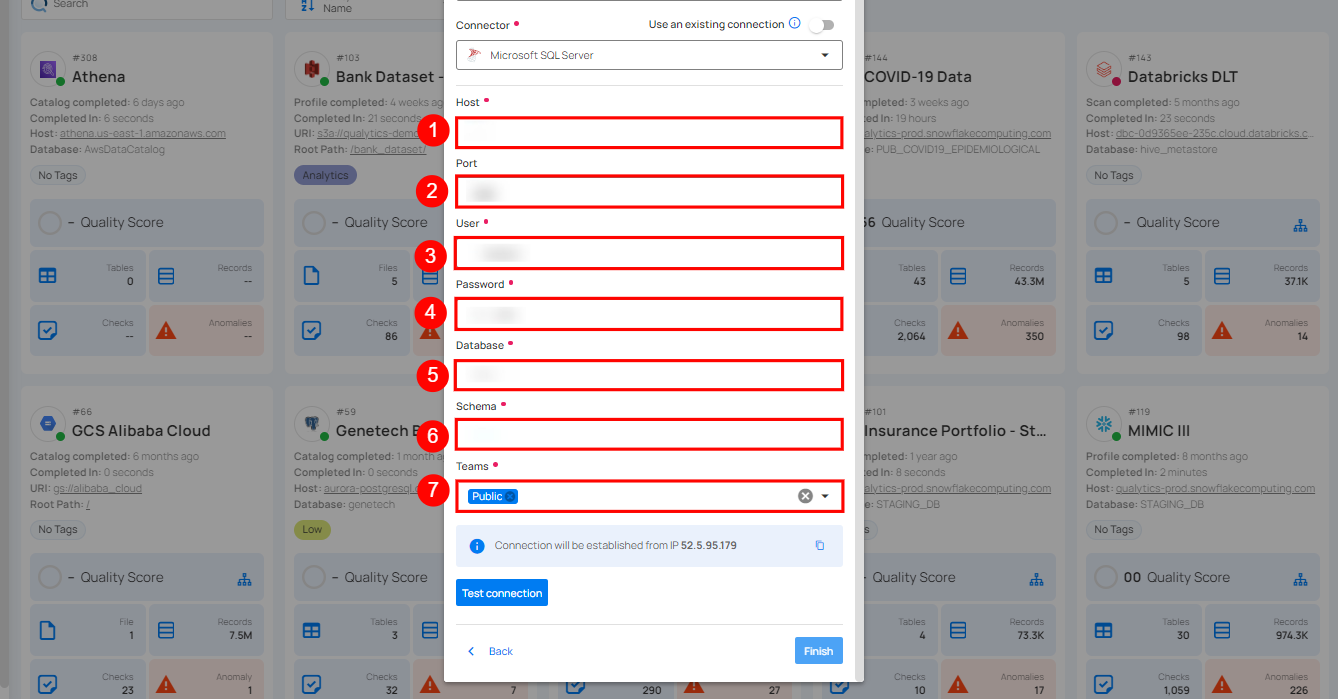 Search
Name
Connector
Use an existing connection
Microsoft SQL Server
Host
1
Port
2
User
3
Password
4
Database
5
Schema
6
Teams
7
Public
Connection will be established from IP 52.5.95.179
Test connection
Back
Finish
#308
Athena
Catalog completed: 6 days ago
Completed In: 6 seconds
Host: athena.us-east-1.amazonaws.com
Database: AwsDataCatalog
No Tags
– Quality Score
Tables
0
Records
--
Checks
--
Anomalies
--
#103
Bank Dataset -
Profile completed: 4 weeks
Completed In: 21 seconds
URI: s3a://qualytics-demo
Root Path: /bank_dataset/
Analytics
– Quality Score
Files
5
Checks
86
#144
COVID-19 Data
3 weeks ago
19 hours
alytics-prod.snowflakecomputing.com
PUB_COVID19_EPIDEMIOLOGICAL
66 Quality Score
Tables
43
Records
43.3M
Checks
2,064
Anomalies
350
#143
Databricks DLT
Scan completed: 5 months ago
Completed In: 23 seconds
Host: dbc-0d9365ee-235c.cloud.databricks.c...
Database: hive_metastore
No Tags
– Quality Score
Tables
5
Records
37.1K
Checks
98
Anomalies
14
#66
GCS Alibaba Cloud
Catalog completed: 6 months ago
Completed In: 0 seconds
URI: gs://alibaba_cloud
Root Path: /
No Tags
– Quality Score
File
1
Records
7.5M
Checks
23
Anomaly
1
#59
Genetech
Catalog completed: 1 month
Completed In: 0 seconds
Host: aurora-postgresql.
Database: genetech
Low
– Quality Score
Tables
3
Checks
32
7
290
27
#101
Insurance Portfolio - St...
1 year ago
8 seconds
alytics-prod.snowflakecomputing.com
STAGING_DB
Quality Score
Tables
4
Records
73.3K
Checks
10
Anomalies
17
#119
MIMIC III
Profile completed: 8 months ago
Completed In: 2 minutes
Host: qualytics-prod.snowflakecomputing.com
Database: STAGING_DB
No Tags
00 Quality Score
Tables
30
Records
974.3K
Checks
1,059
Anomalies
226